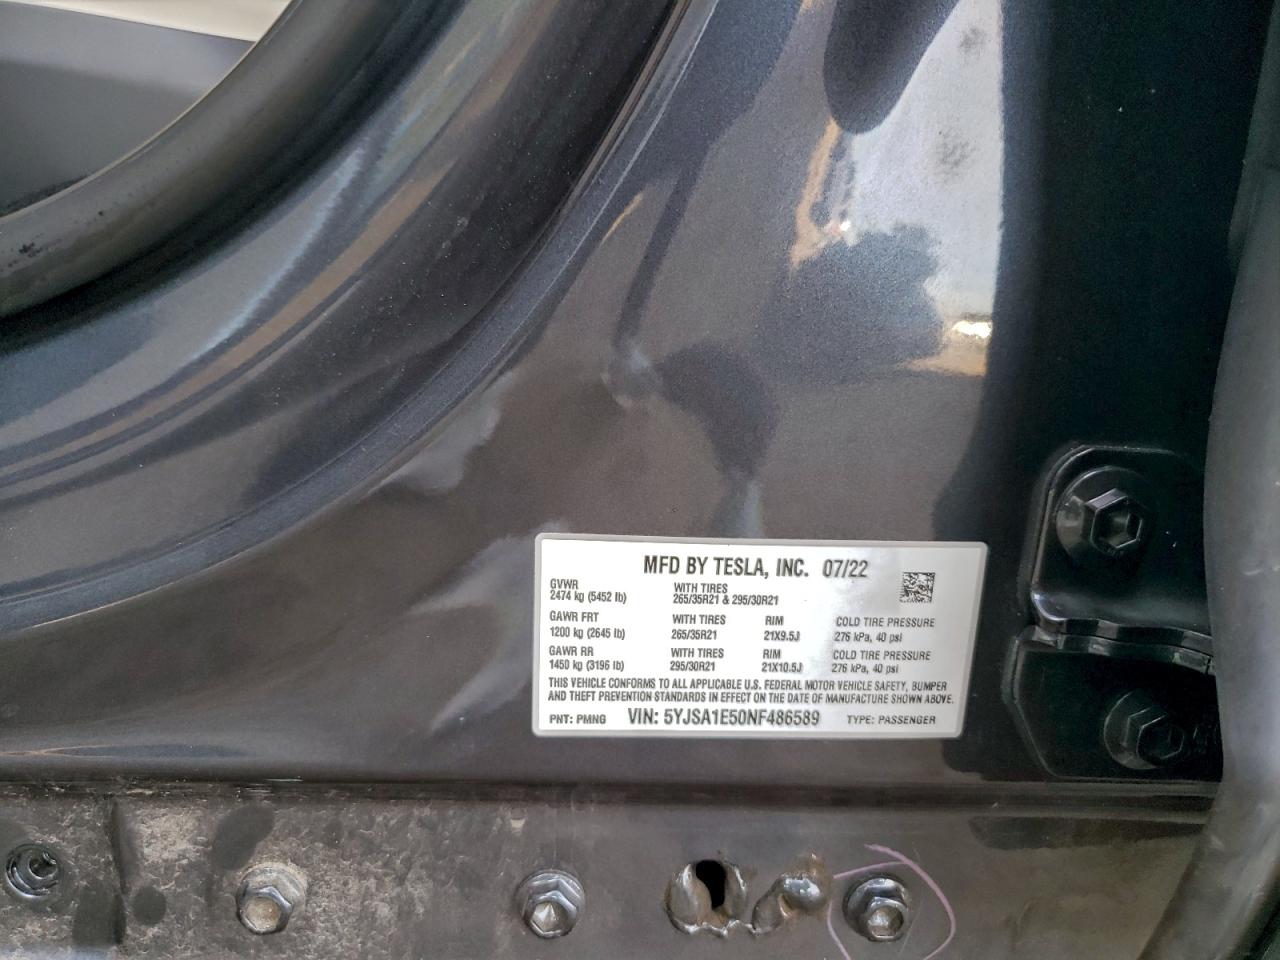 MFD BY TESLA, INC. 07/22
GVWR WITH TIRES
2474 kg (5452 lb) 265/35R21 & 295/30R21
GAWR FRT WITH TIRES RIM COLD TIRE PRESSURE
1200 kg (2645 lb) 265/35R21 21X9.5J 276 kPa, 40 psi
GAWR RR WITH TIRES RIM COLD TIRE PRESSURE
1450 kg (3196 lb) 295/30R21 21X10.5J 276 kPa, 40 psi
THIS VEHICLE CONFORMS TO ALL APPLICABLE U.S. FEDERAL MOTOR VEHICLE SAFETY, BUMPER
AND THEFT PREVENTION STANDARDS IN EFFECT ON THE DATE OF MANUFACTURE SHOWN ABOVE.
PNT: PMNG VIN: 5YJSA1E50NF486589 TYPE: PASSENGER